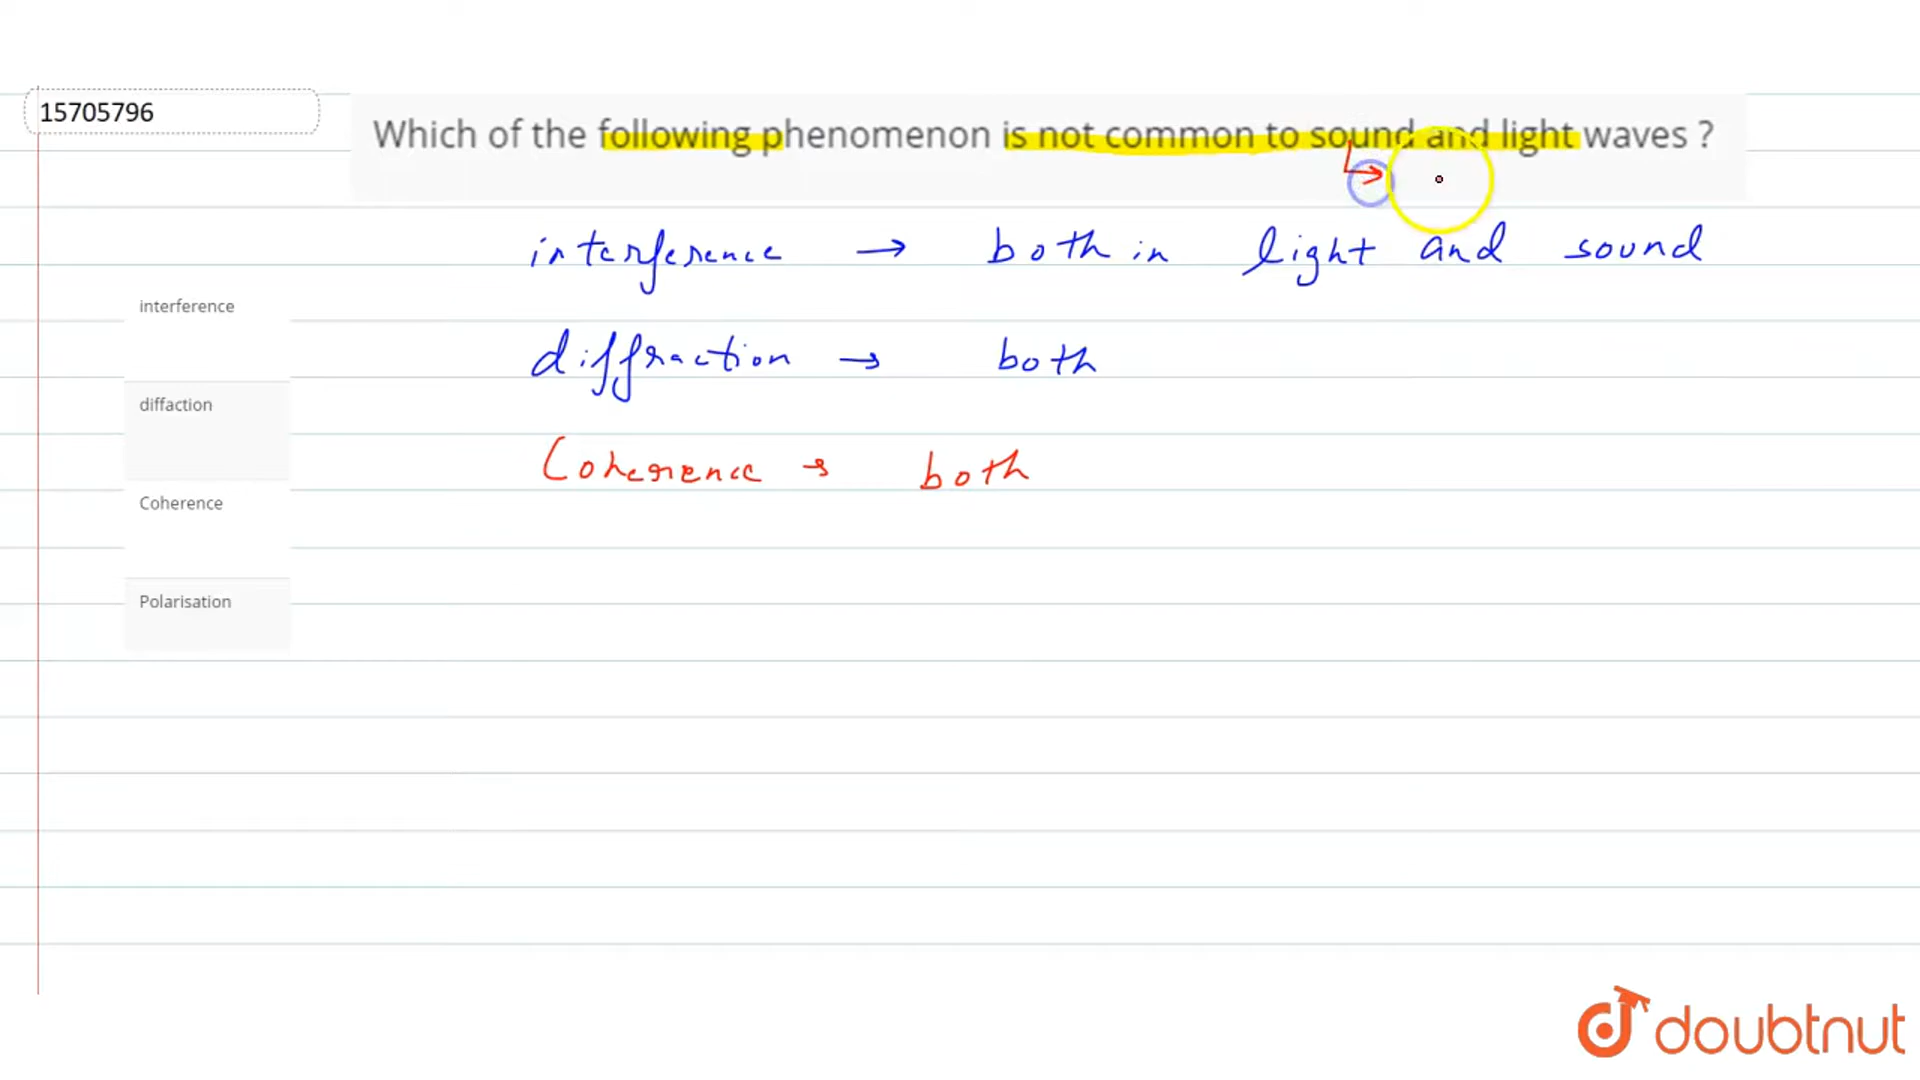 15705796
Which of the following phenomenon is not common to sound and light waves ?
interference → both in light and sound
interference
diffraction → both
diffaction
Coherence → both
Coherence
Polarisation
doubtnut